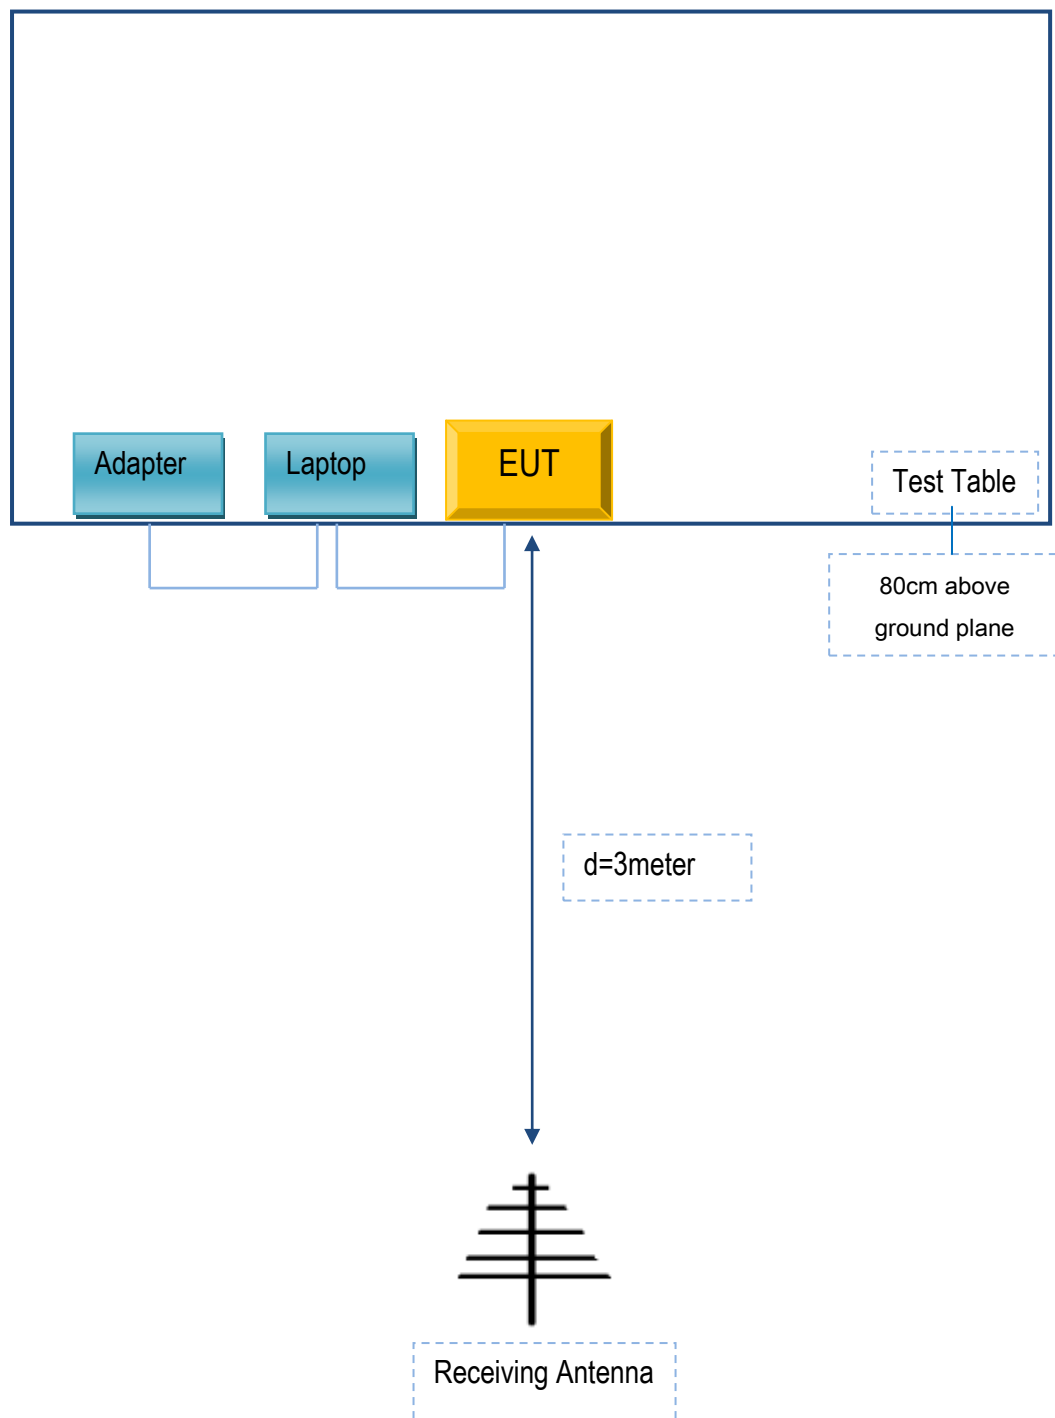 Adapter
Laptop
EUT
Test Table
80cm above
ground plane
d=3meter
Receiving Antenna